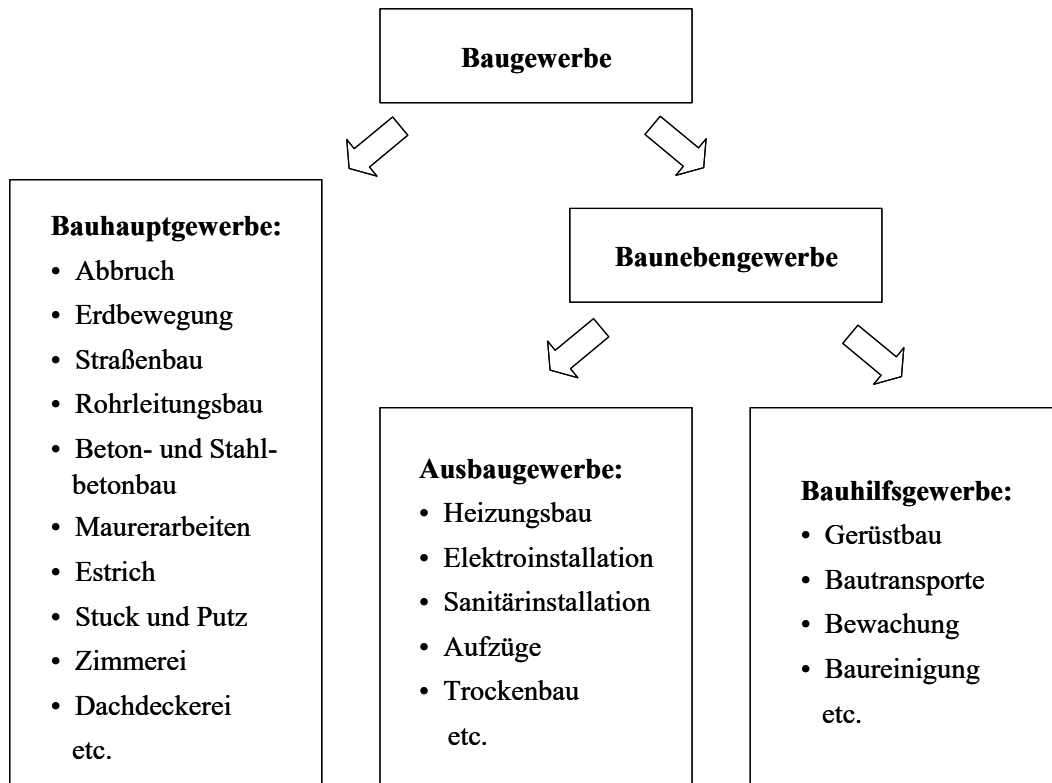 Baugewerbe
Bauhauptgewerbe:
• Abbruch
• Erdbewegung
• Straßenbau
• Rohrleitungsbau
• Beton- und Stahl-
betonbau
• Maurerarbeiten
• Estrich
• Stuck und Putz
• Zimmerei
• Dachdeckerei
etc.
Baunebengewerbe
Ausbaugewerbe:
• Heizungsbau
• Elektroinstallation
• Sanitärinstallation
• Aufzüge
• Trockenbau
etc.
Bauhilfsgewerbe:
• Gerüstbau
• Bautransporte
• Bewachung
• Baureinigung
etc.